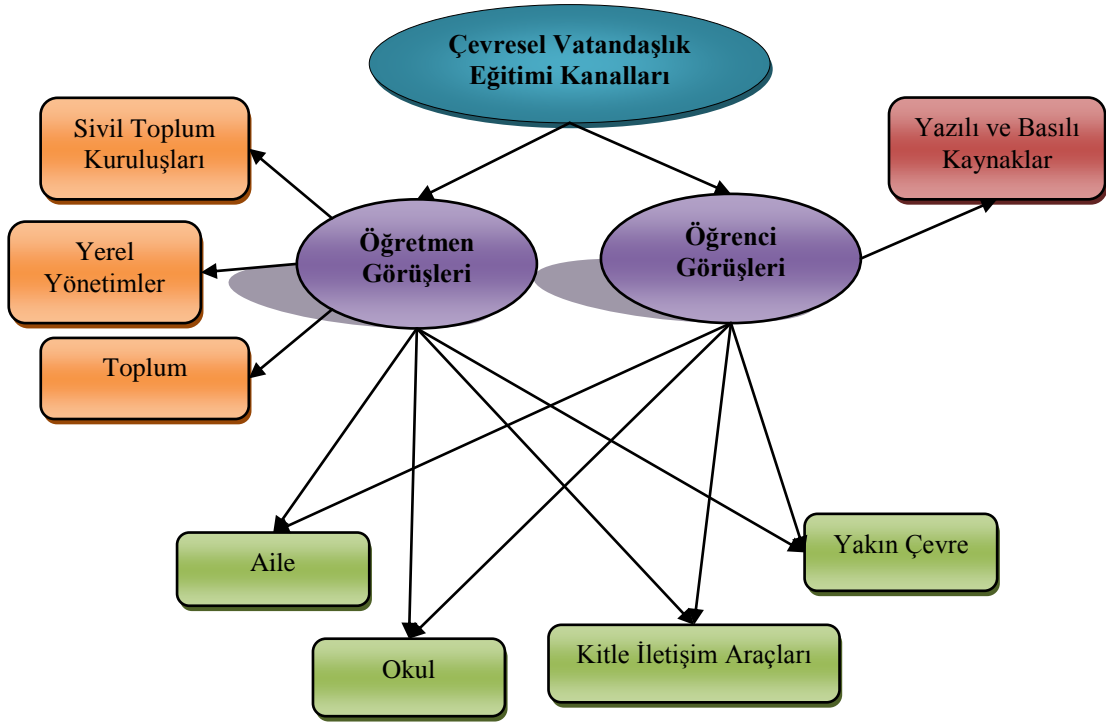 Çevresel Vatandaşlık
Eğitimi Kanalları
Sivil Toplum
Kuruluşları
Yazılı ve Basılı
Kaynaklar
Yerel
Yönetimler
Öğretmen
Görüşleri
Öğrenci
Görüşleri
Toplum
Aile
Yakın Çevre
Okul
Kitle İletişim Araçları